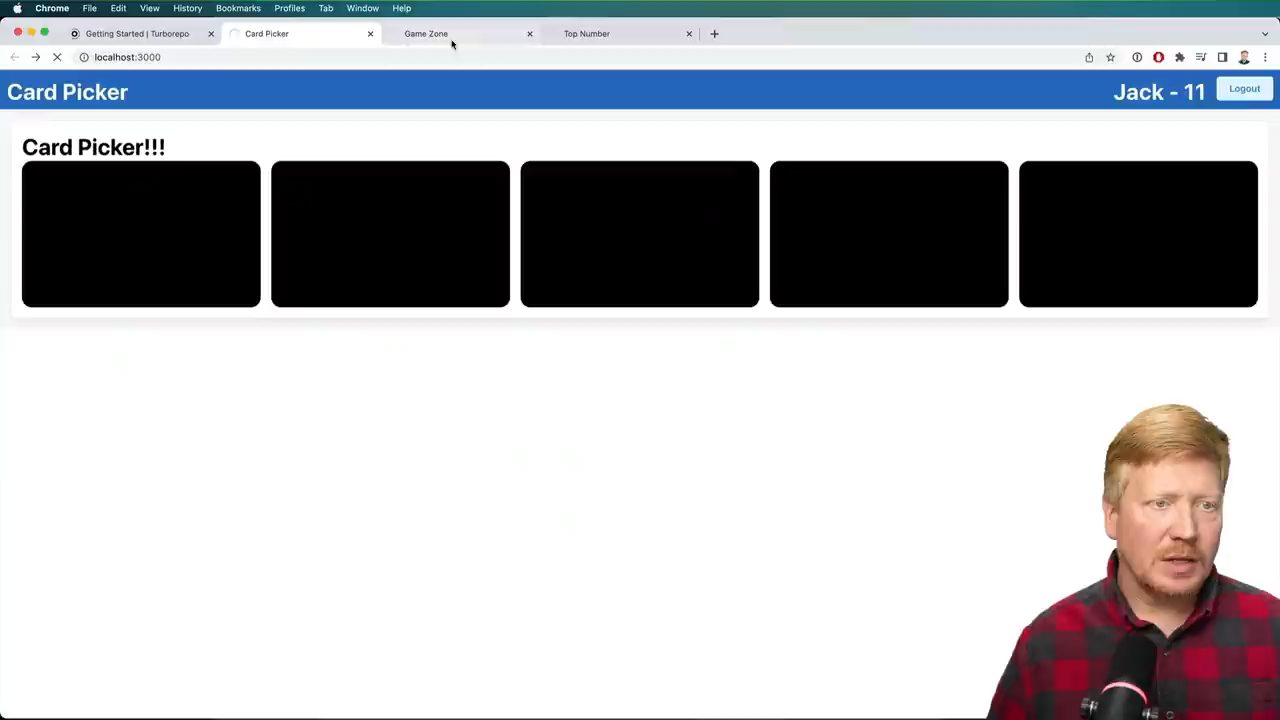 Chrome File Edit View History Bookmarks Profiles Tab Window Help
Getting Started | Turborepo Card Picker Game Zone Top Number
localhost:3000
Card Picker Jack - 11 Logout
Card Picker!!!